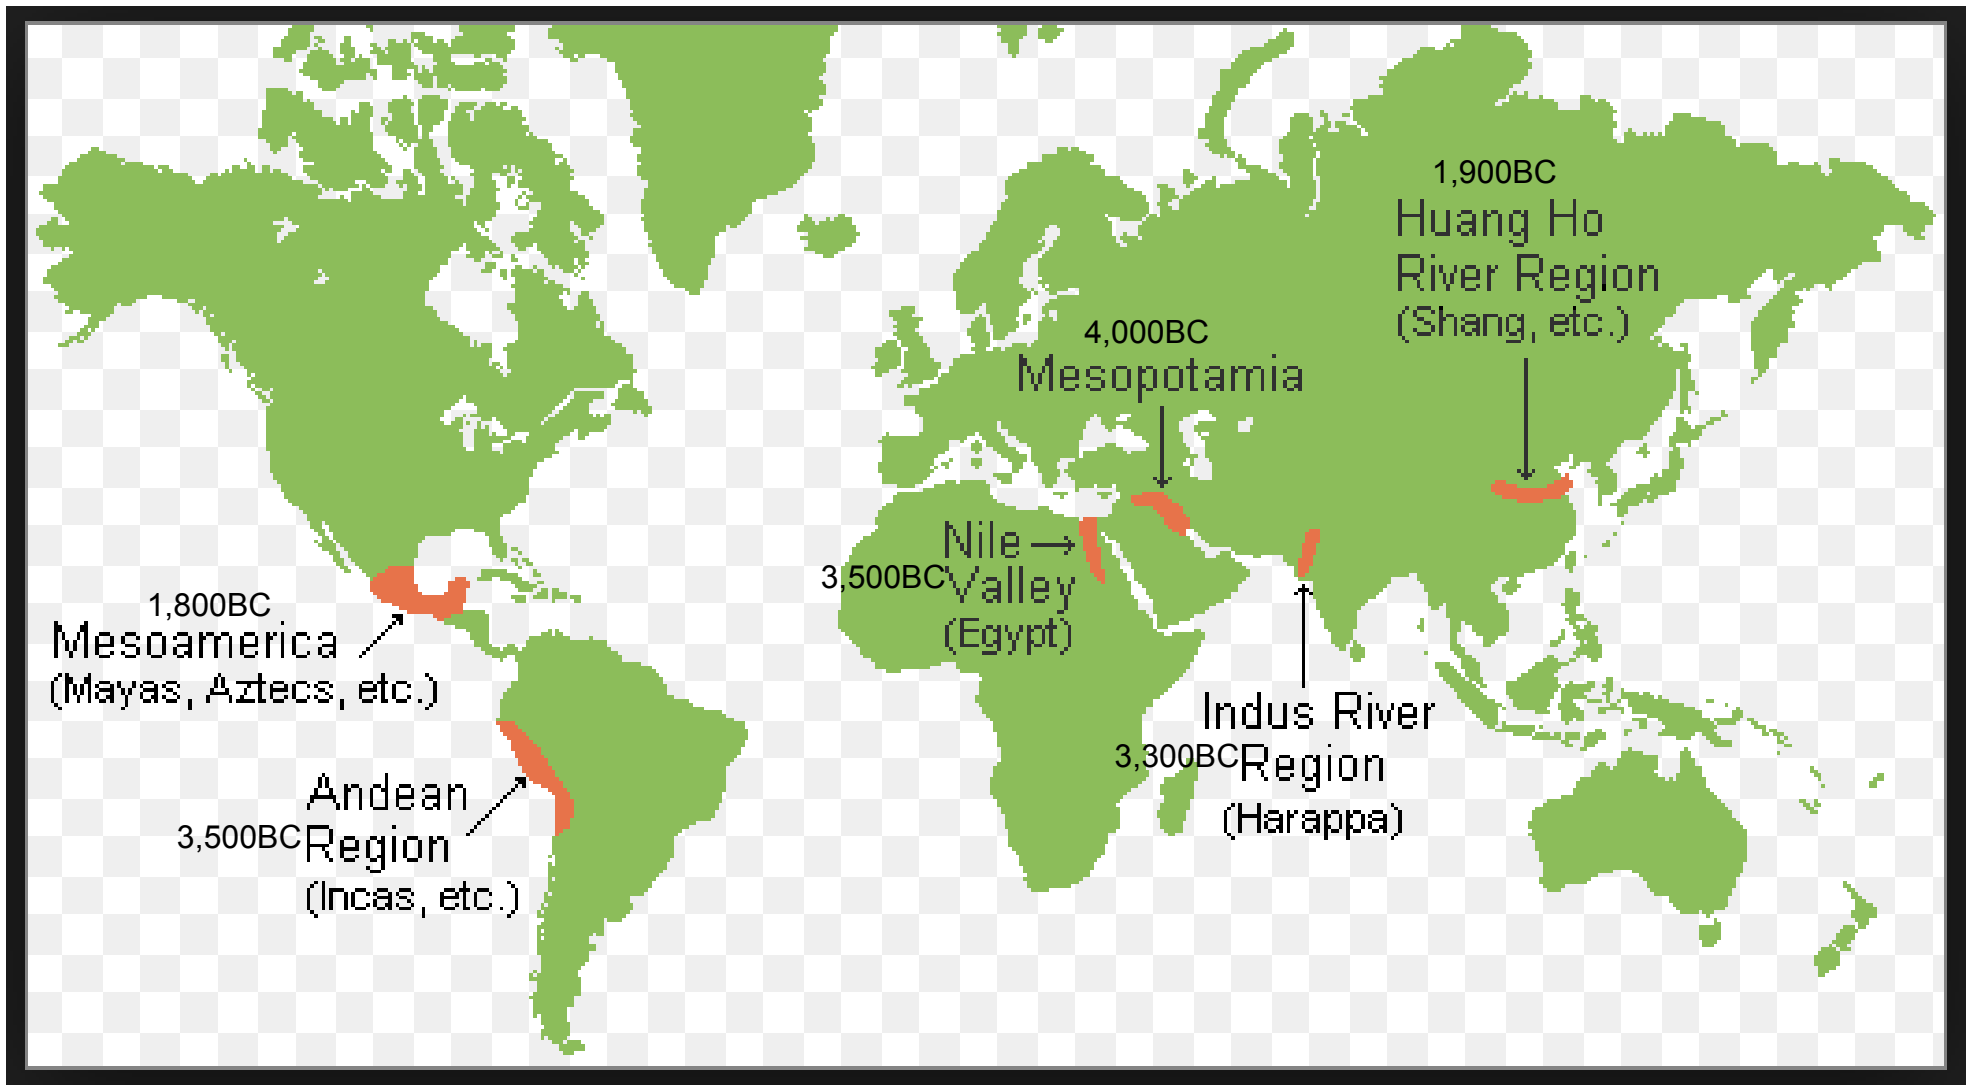 1,900BC
Huang Ho
River Region
(Shang, etc.)
4,000BC
Mesopotamia
Nile
3,500BC Valley
(Egypt)
1,800BC
Mesoamerica
(Mayas, Aztecs, etc.)
Indus River
3,300BC Region
(Harappa)
Andean
3,500BC Region
(Incas, etc.)